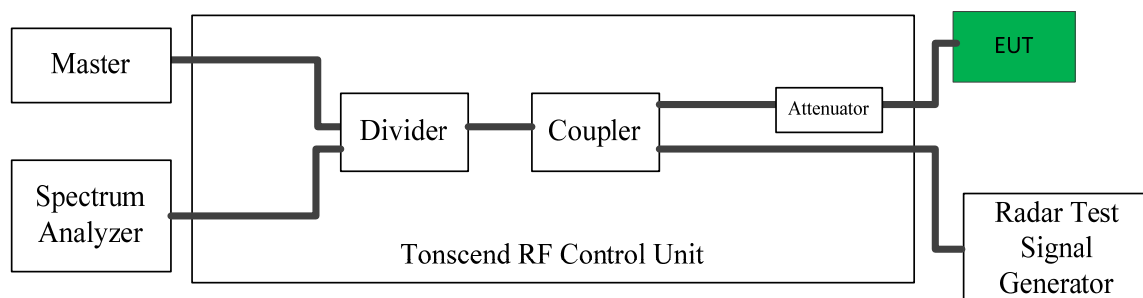 Master
Spectrum
Analyzer
Divider
Coupler
Attenuator
EUT
Radar Test
Signal
Generator
Tonscend RF Control Unit